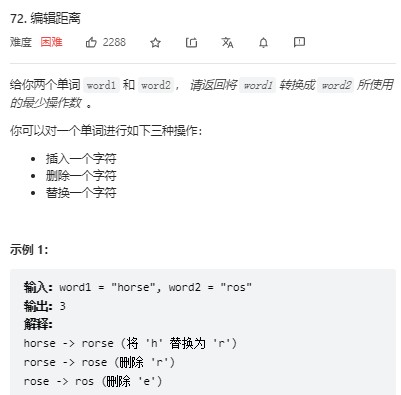 72. 编辑距离
难度 困难 2288
给你两个单词 word1 和 word2， 请返回将 word1 转换成 word2 所使用
的最少操作数 。
你可以对一个单词进行如下三种操作：
• 插入一个字符
• 删除一个字符
• 替换一个字符
示例 1：
输入：word1 = "horse", word2 = "ros"
输出：3
解释：
horse -> rorse (将 'h' 替换为 'r')
rorse -> rose (删除 'r')
rose -> ros (删除 'e')